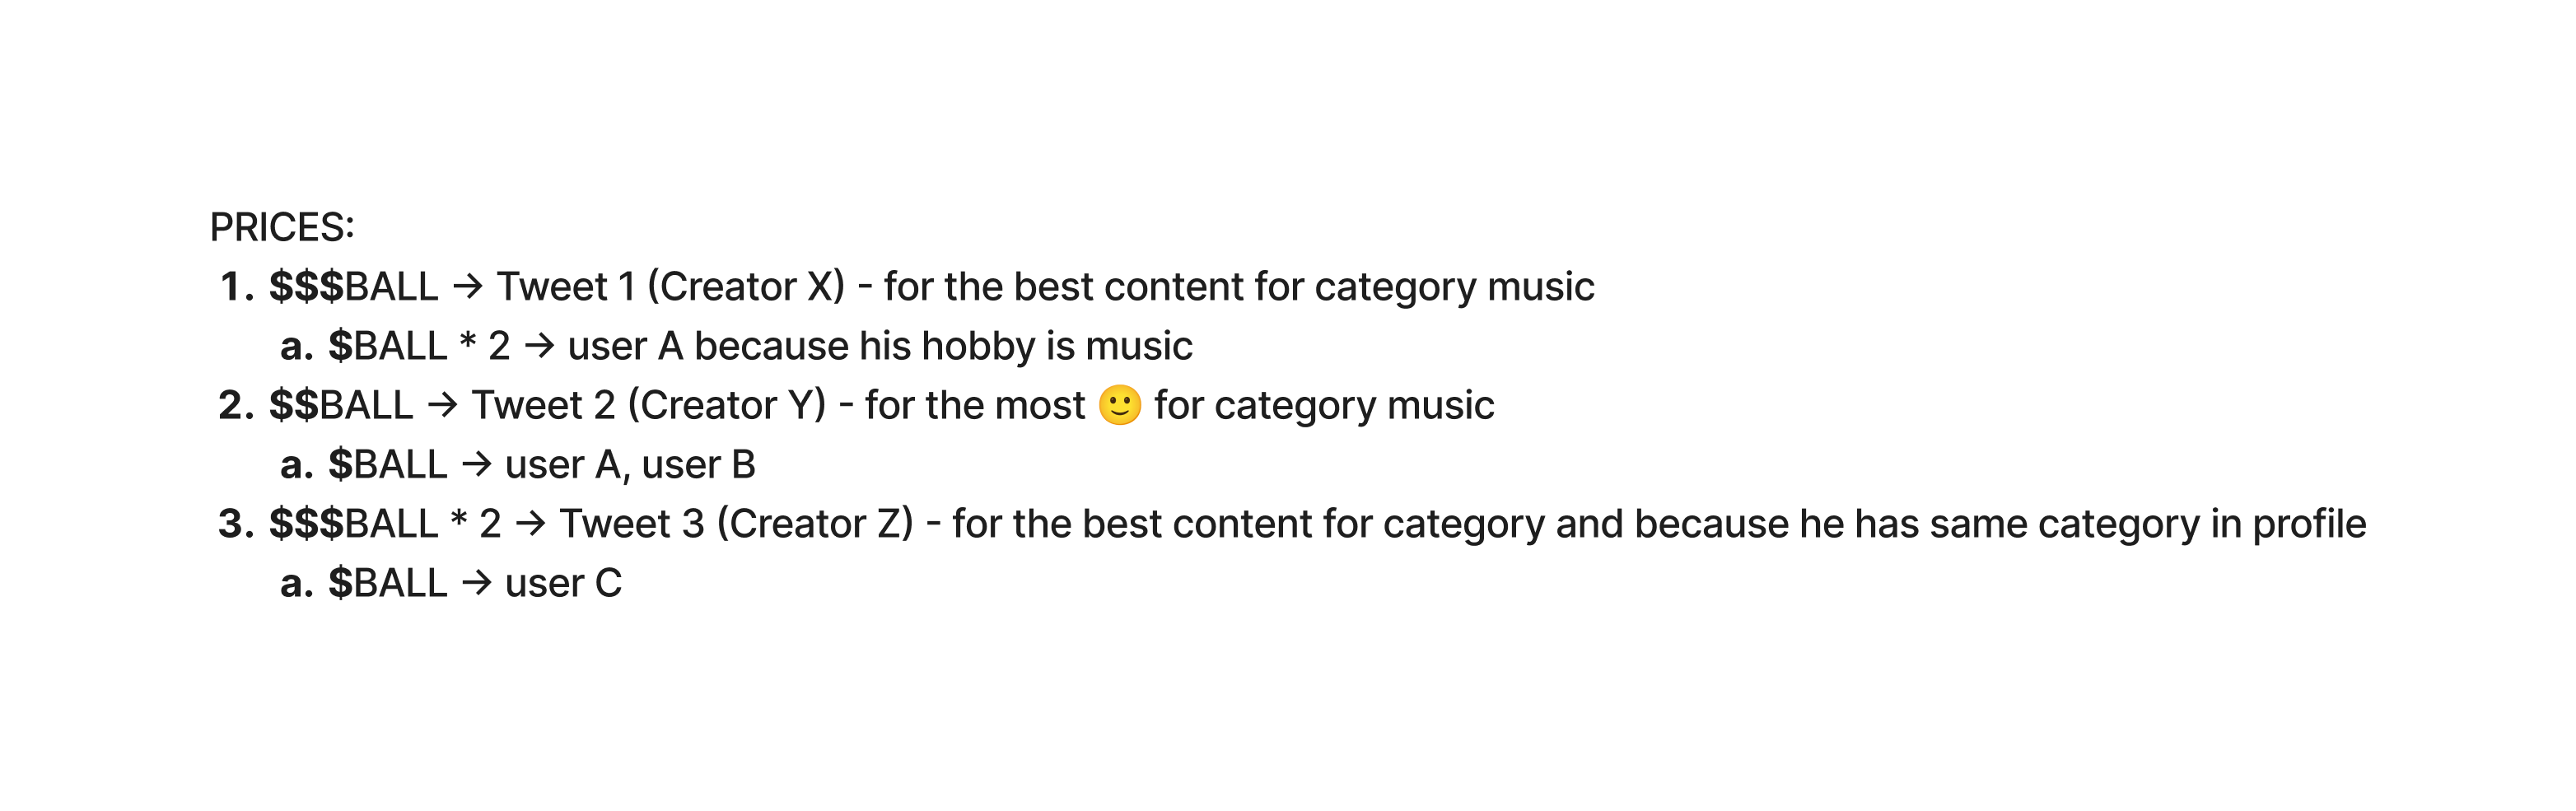 PRICES:
1. $$$BALL → Tweet 1 (Creator X) - for the best content for category music
a. $BALL * 2 → user A because his hobby is music
2. $$BALL → Tweet 2 (Creator Y) - for the most 🙂 for category music
a. $BALL → user A, user B
3. $$$BALL * 2 → Tweet 3 (Creator Z) - for the best content for category and because he has same category in profile
a. $BALL → user C